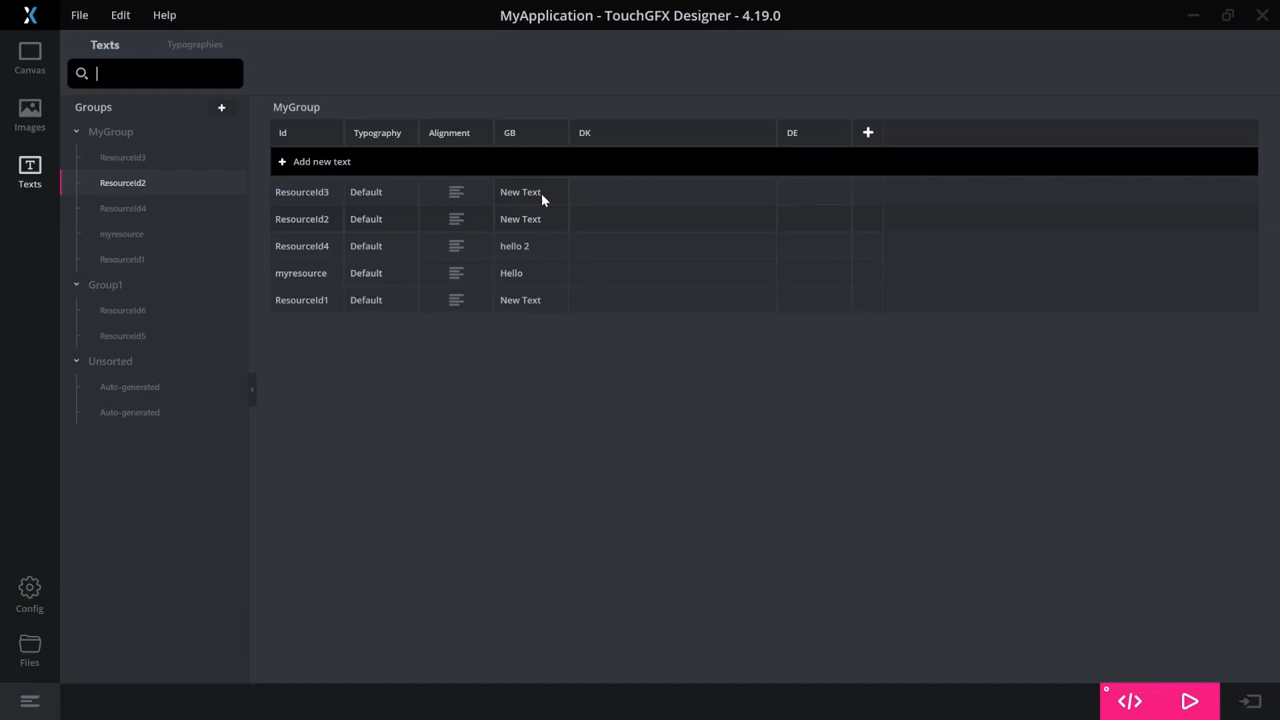 File Edit Help
MyApplication - TouchGFX Designer - 4.19.0
Canvas
Images
Texts
Config
Files
Texts Typographies
Groups +
MyGroup
ResourceId3
ResourceId2
ResourceId4
myresource
ResourceId1
Group1
ResourceId6
ResourceId5
Unsorted
Auto-generated
Auto-generated
MyGroup
Id Typography Alignment GB DK DE +
+ Add new text
ResourceId3 Default New Text
ResourceId2 Default New Text
ResourceId4 Default hello 2
myresource Default Hello
ResourceId1 Default New Text